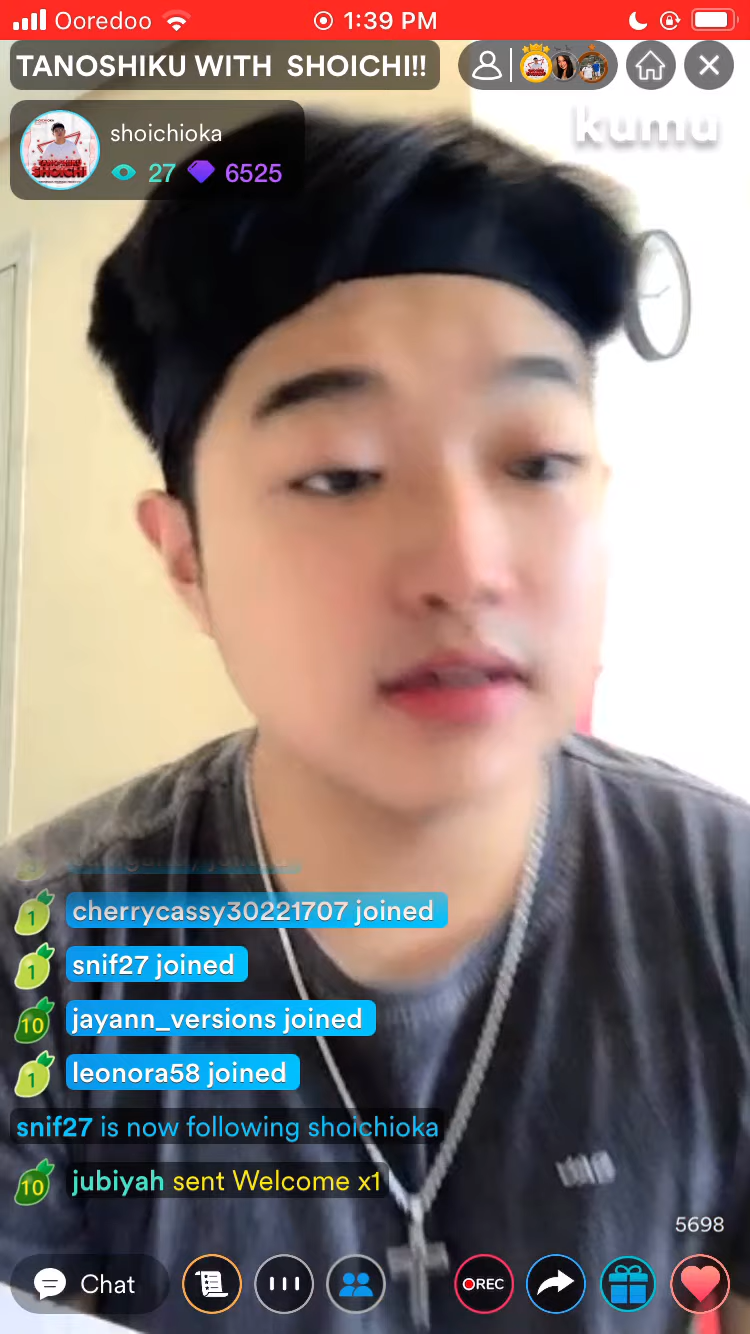 Ooredoo
1:39 PM
TANOSHIKU WITH SHOICHI!!
kumu
shoichioka
27
6525
SHOICHI
1 cherrycassy30221707 joined
1 snif27 joined
10 jayann_versions joined
1 leonora58 joined
snif27 is now following shoichioka
10 jubiyah sent Welcome x1
5698
Chat
REC